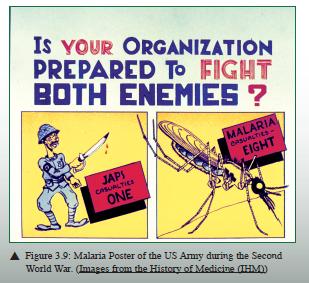 IS YOUR ORGANIZATION
PREPARED TO FIGHT
BOTH ENEMIES?
JAPS
CASUALTIES
ONE
MALARIA
CASUALTIES -
EIGHT
▲ Figure 3.9: Malaria Poster of the US Army during the Second
World War. (Images from the History of Medicine (IHM))